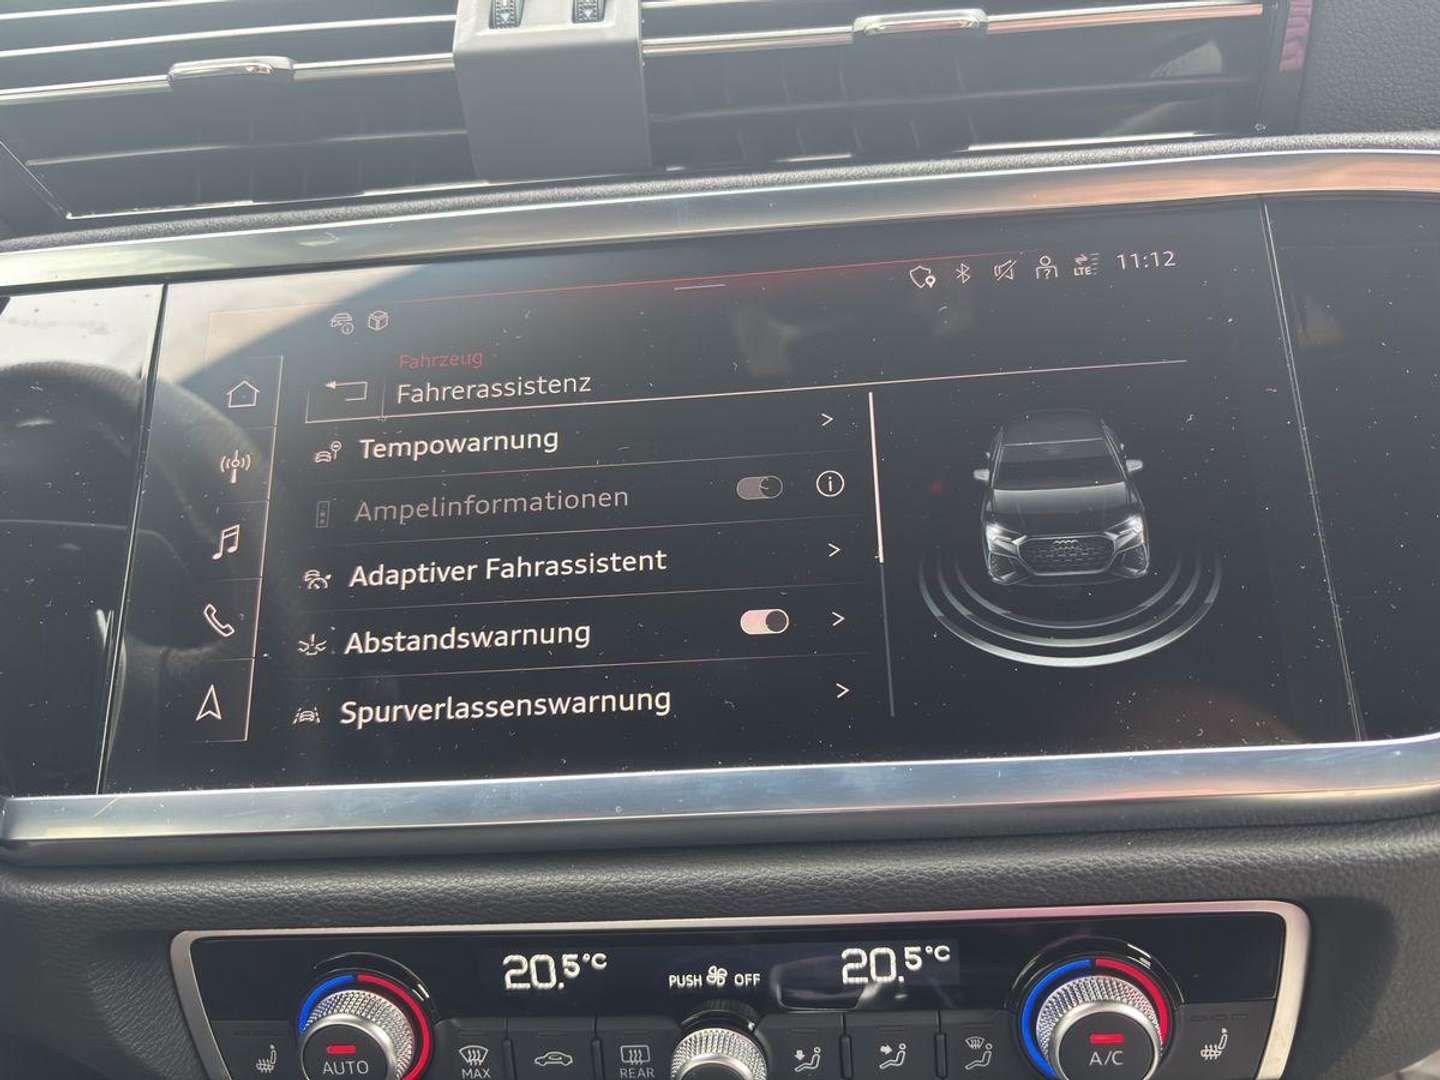 LTE
11:12
Fahrzeug
Fahrerassistenz
Tempowarnung
Ampelinformationen
Adaptiver Fahrassistent
Abstandswarnung
Spurverlassenswarnung
20.5°C
PUSH OFF
20.5°C
AUTO
MAX
REAR
A/C